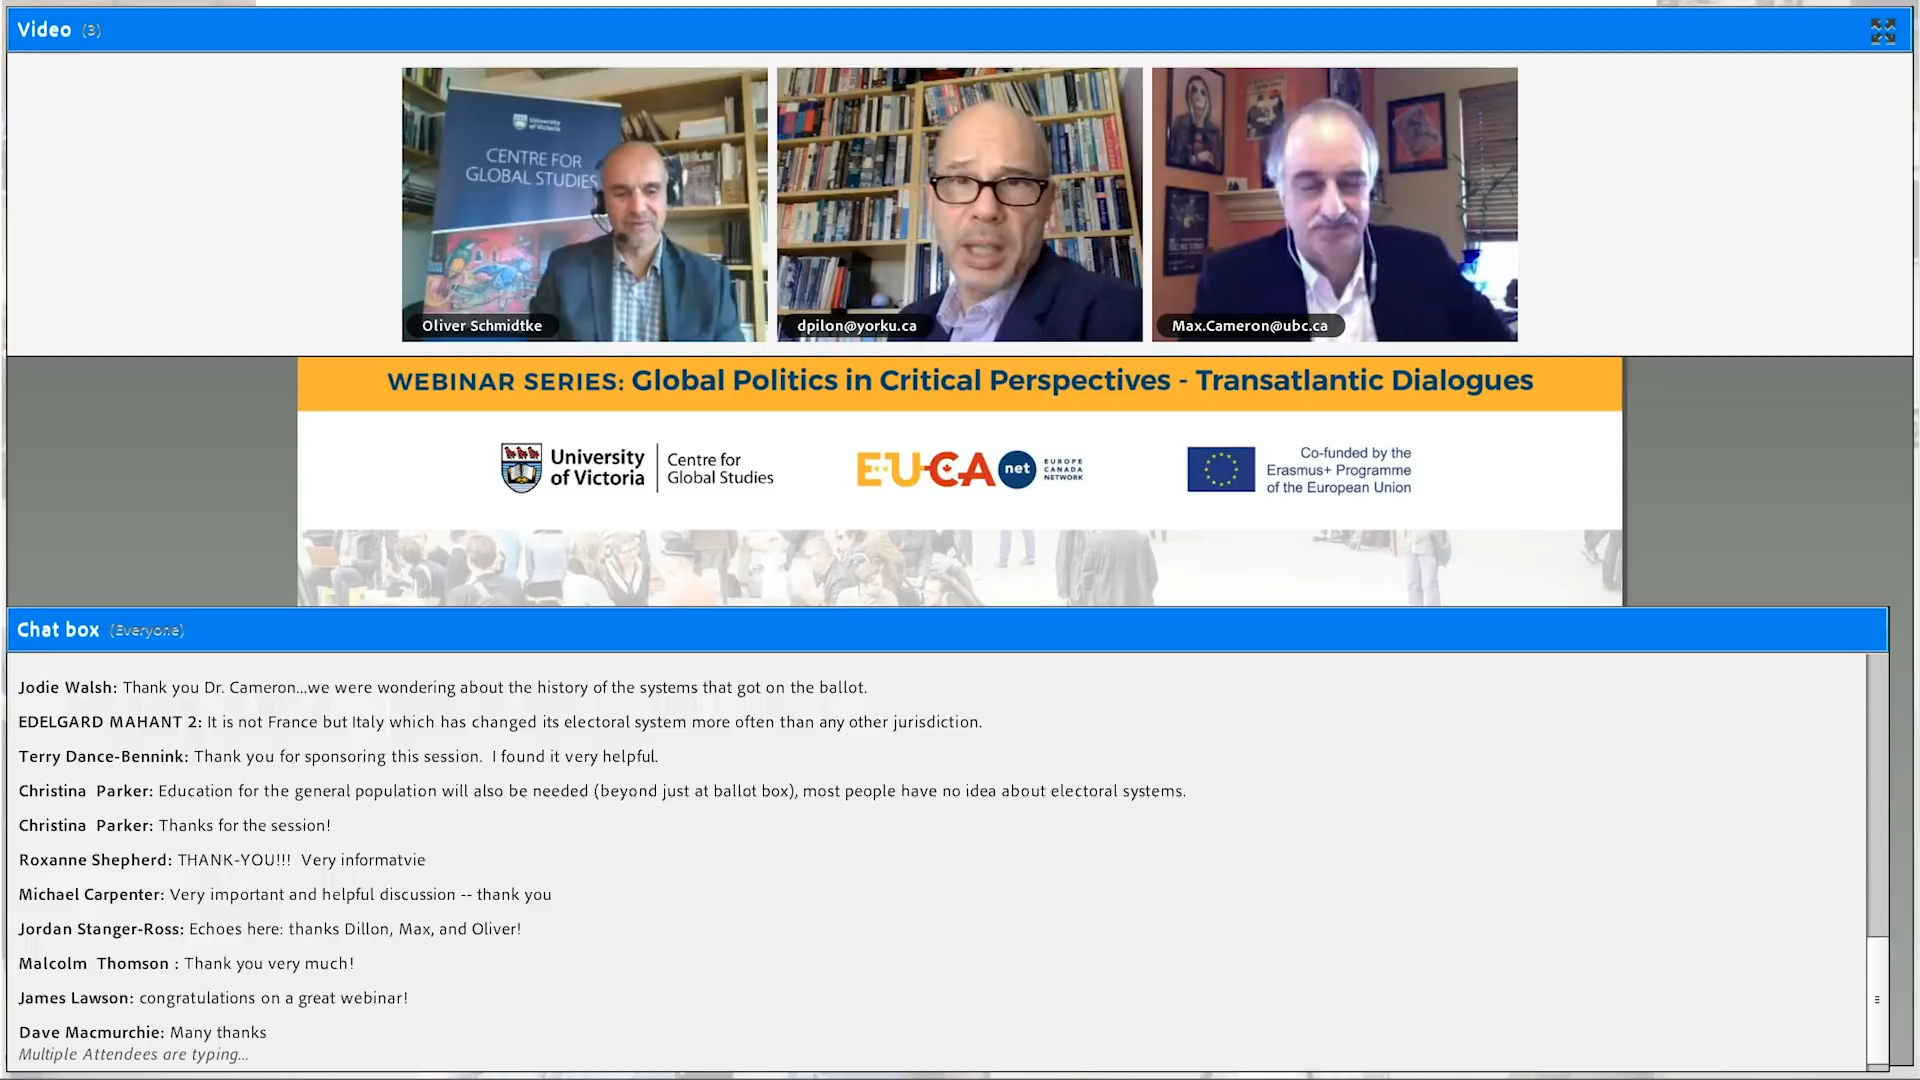 Video (3)
University
of Victoria
CENTRE FOR
GLOBAL STUDIES
Oliver Schmidtke
dpilon@yorku.ca
Max.Cameron@ubc.ca
WEBINAR SERIES: Global Politics in Critical Perspectives - Transatlantic Dialogues
University
of Victoria
Centre for
Global Studies
EUCA net
EUROPE
CANADA
NETWORK
Co-funded by the
Erasmus+ Programme
of the European Union
Chat box (Everyone)
Jodie Walsh: Thank you Dr. Cameron...we were wondering about the history of the systems that got on the ballot.
EDELGARD MAHANT 2: It is not France but Italy which has changed its electoral system more often than any other jurisdiction.
Terry Dance-Bennink: Thank you for sponsoring this session.  I found it very helpful.
Christina  Parker: Education for the general population will also be needed (beyond just at ballot box), most people have no idea about electoral systems.
Christina  Parker: Thanks for the session!
Roxanne Shepherd: THANK-YOU!!!  Very informatvie
Michael Carpenter: Very important and helpful discussion -- thank you
Jordan Stanger-Ross: Echoes here: thanks Dillon, Max, and Oliver!
Malcolm  Thomson : Thank you very much!
James Lawson: congratulations on a great webinar!
Dave Macmurchie: Many thanks
Multiple Attendees are typing...